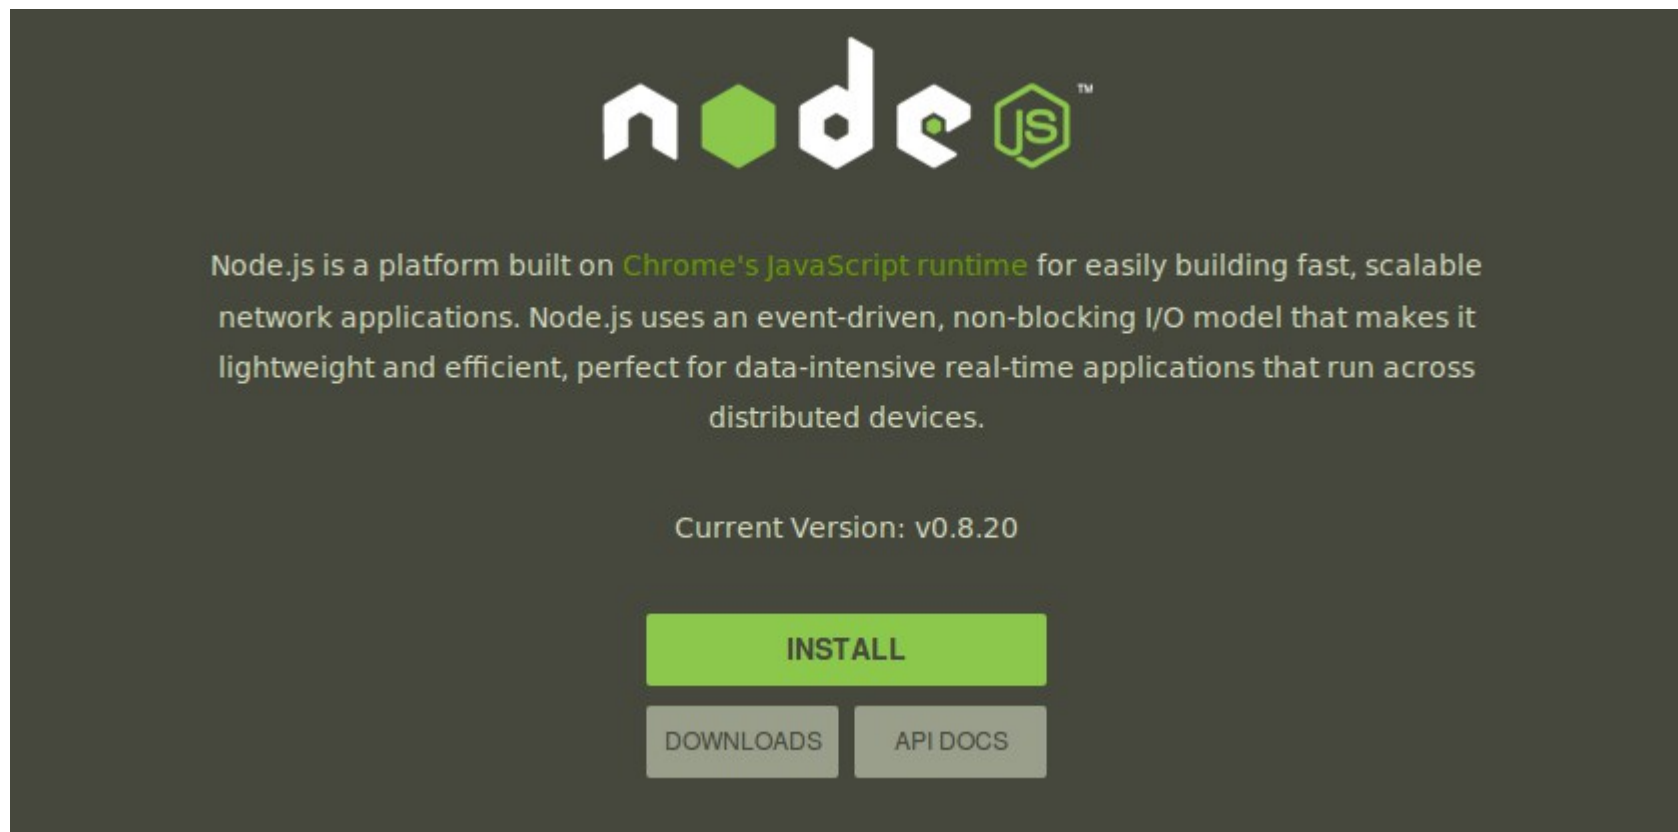 node JS™
Node.js is a platform built on Chrome's JavaScript runtime for easily building fast, scalable
network applications. Node.js uses an event-driven, non-blocking I/O model that makes it
lightweight and efficient, perfect for data-intensive real-time applications that run across
distributed devices.
Current Version: v0.8.20
INSTALL
DOWNLOADS API DOCS